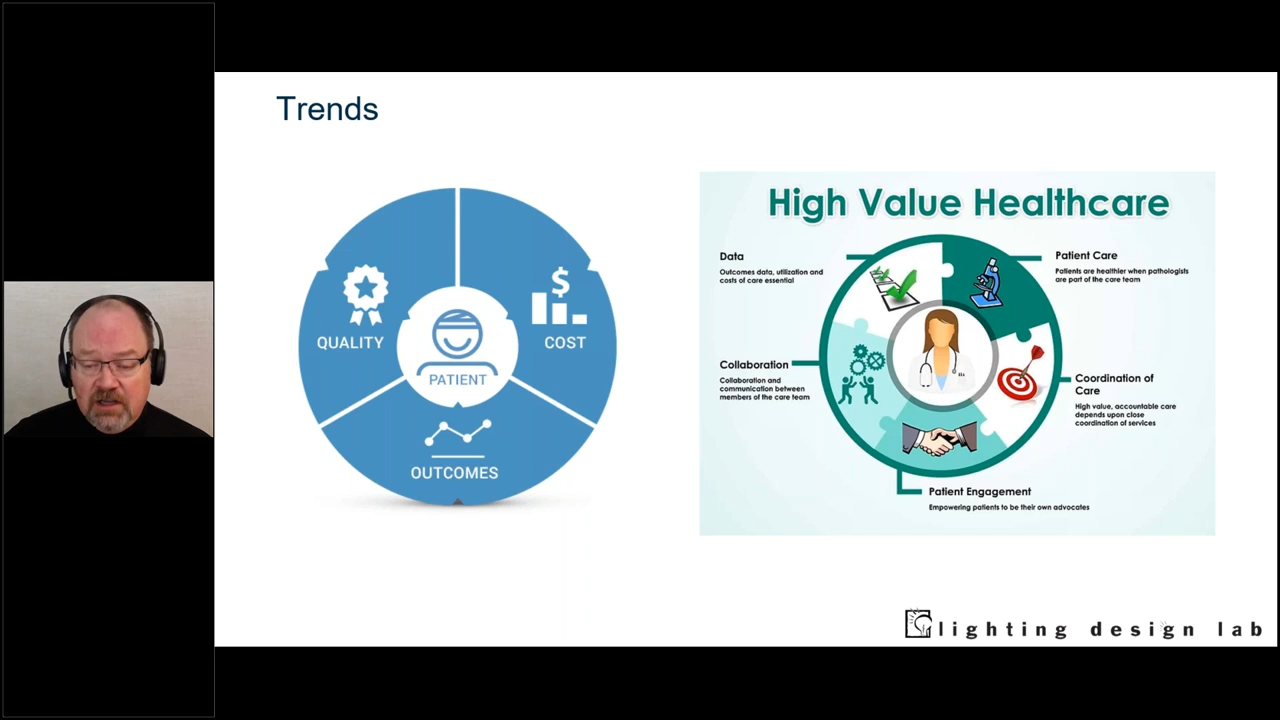 Trends
QUALITY
$
COST
PATIENT
OUTCOMES
High Value Healthcare
Data
Outcomes data, utilization and
costs of care essential
Patient Care
Patients are healthier when pathologists
are part of the care team
Collaboration
Collaboration and
communication between
members of the care team
Coordination of
Care
High value, accountable care
depends upon close
coordination of services
Patient Engagement
Empowering patients to be their own advocates
lighting design lab